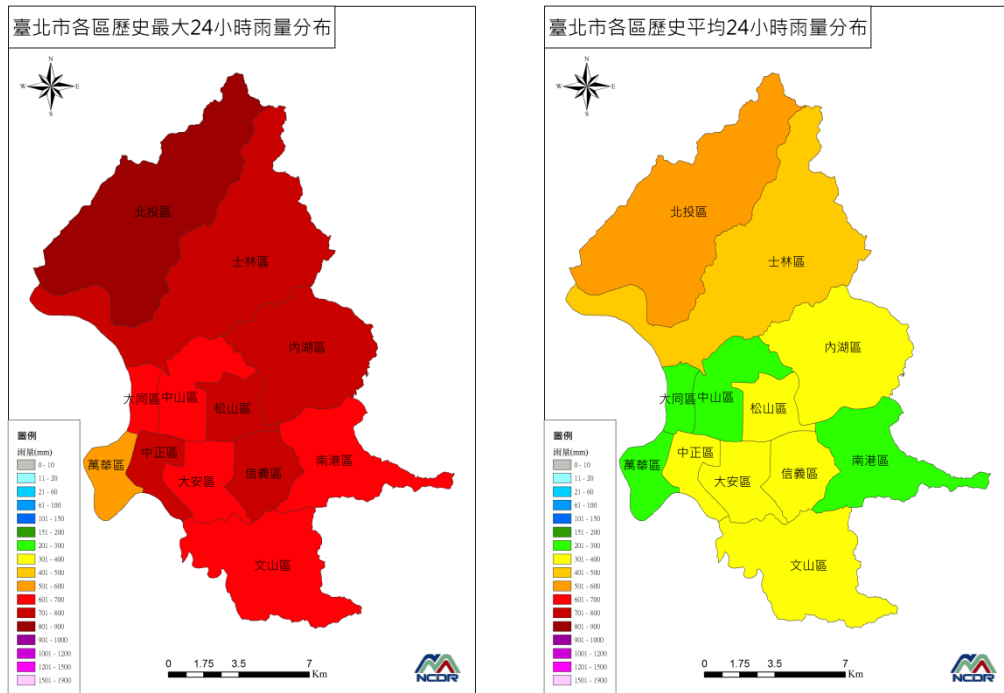 臺北市各區歷史最大24小時雨量分布
N
W
E
S
北投區
士林區
內湖區
大同區
中山區
松山區
萬華區
中正區
大安區
信義區
南港區
文山區
圖例
雨量(mm)
0 - 10
11 - 20
21 - 60
61 - 100
101 - 150
151 - 200
201 - 300
301 - 400
401 - 500
501 - 600
601 - 700
701 - 800
801 - 900
901 - 1000
1001 - 1200
1201 - 1500
1501 - 1900
0 1.75 3.5 7
Km
NCDR
臺北市各區歷史平均24小時雨量分布
N
W
E
S
北投區
士林區
內湖區
大同區
中山區
松山區
萬華區
中正區
大安區
信義區
南港區
文山區
圖例
雨量(mm)
0 - 10
11 - 20
21 - 60
61 - 100
101 - 150
151 - 200
201 - 300
301 - 400
401 - 500
501 - 600
601 - 700
701 - 800
801 - 900
901 - 1000
1001 - 1200
1201 - 1500
1501 - 1900
0 1.75 3.5 7
Km
NCDR